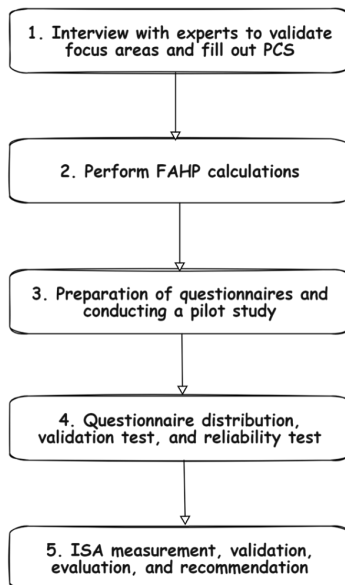 1. Interview with experts to validate
focus areas and fill out PCS
2. Perform FAHP calculations
3. Preparation of questionnaires and
conducting a pilot study
4. Questionnaire distribution,
validation test, and reliability test
5. ISA measurement, validation,
evaluation, and recommendation